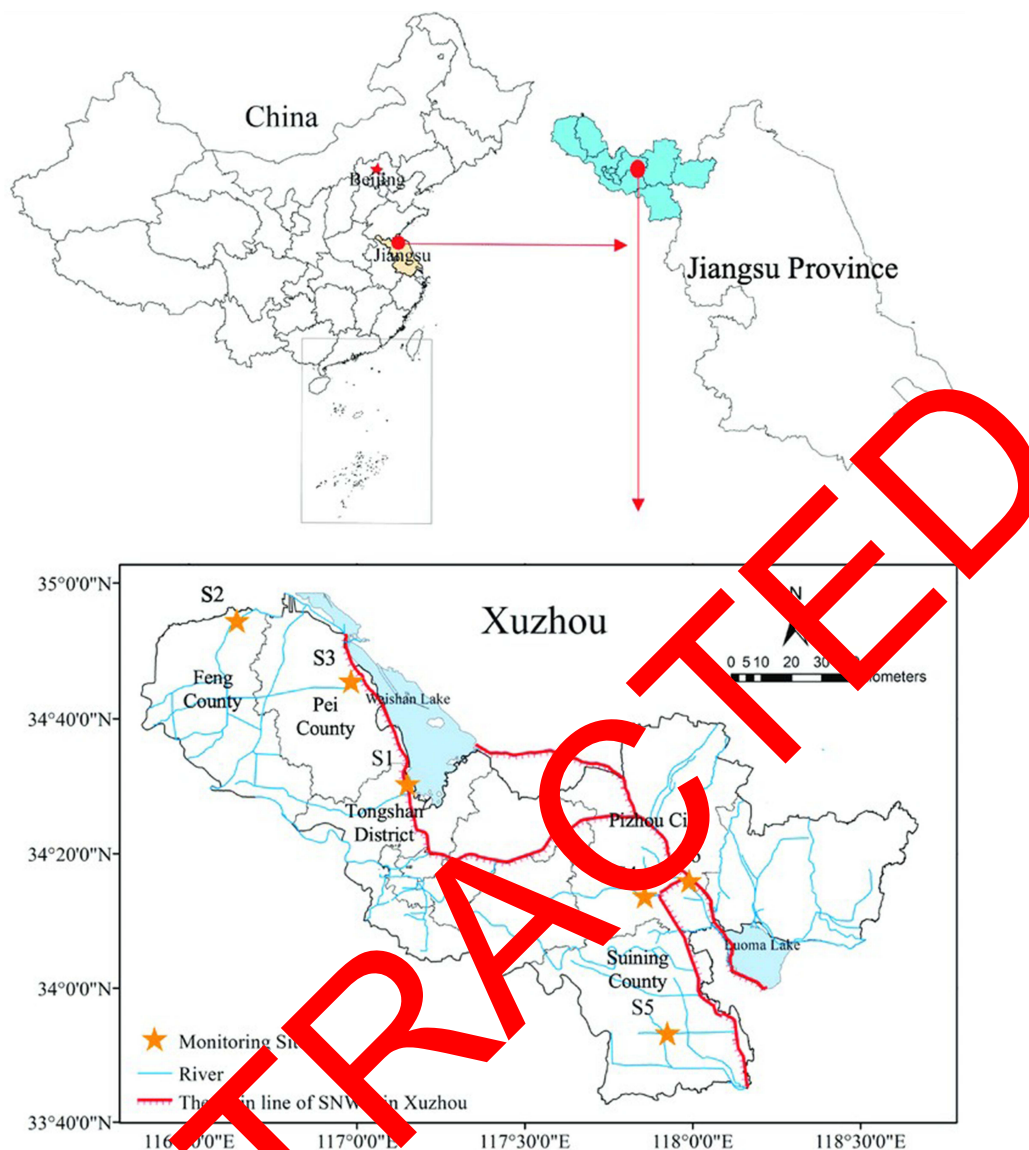 China
Beijing
Jiangsu
Jiangsu Province
Xuzhou
N
0 5 10 20 30
35°0'0"N
34°40'0"N
34°20'0"N
34°0'0"N
33°40'0"N
S2
Feng
County
S3
Pei
County
Weishan Lake
S1
Tongshan
District
Pizhou
Luoma Lake
Suining
County
S5
Monitoring
River
in Xuzhou
117°0'0"E
117°30'0"E
118°0'0"E
118°30'0"E
TRACTED